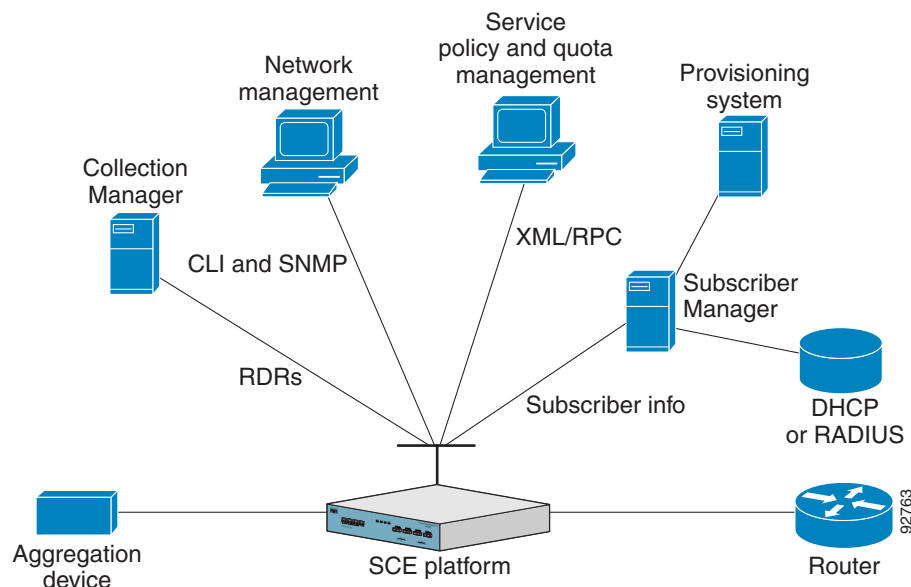 Service
policy and quota
management
Network
management
Provisioning
system
Collection
Manager
XML/RPC
CLI and SNMP
Subscriber
Manager
RDRs
Subscriber info
DHCP
or RADIUS
92763
Aggregation
device
SCE platform
Router